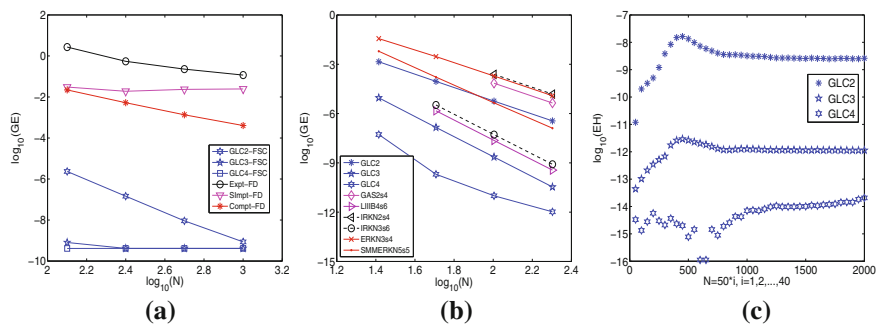 2
0
-2
-4
-6
-8
-10
2
2.2
2.4
2.6
2.8
3
3.2
log10(N)
log10(GE)
GLC2-FSC
GLC3-FSC
GLC4-FSC
Expt-FD
SImpt-FD
Compt-FD
(a)
0
-3
-6
-9
-12
-15
1.2
1.4
1.6
1.8
2
2.2
2.4
log10(N)
log10(GE)
GLC2
GLC3
GLC4
GAS2s4
LIIIB4s6
IRKN2s4
IRKN3s6
ERKN3s4
SMMERKN5s5
(b)
-7
-8
-9
-10
-11
-12
-13
-14
-15
-16
0
500
1000
1500
2000
N=50*i, i=1,2,...,40
log10(EH)
GLC2
GLC3
GLC4
(c)